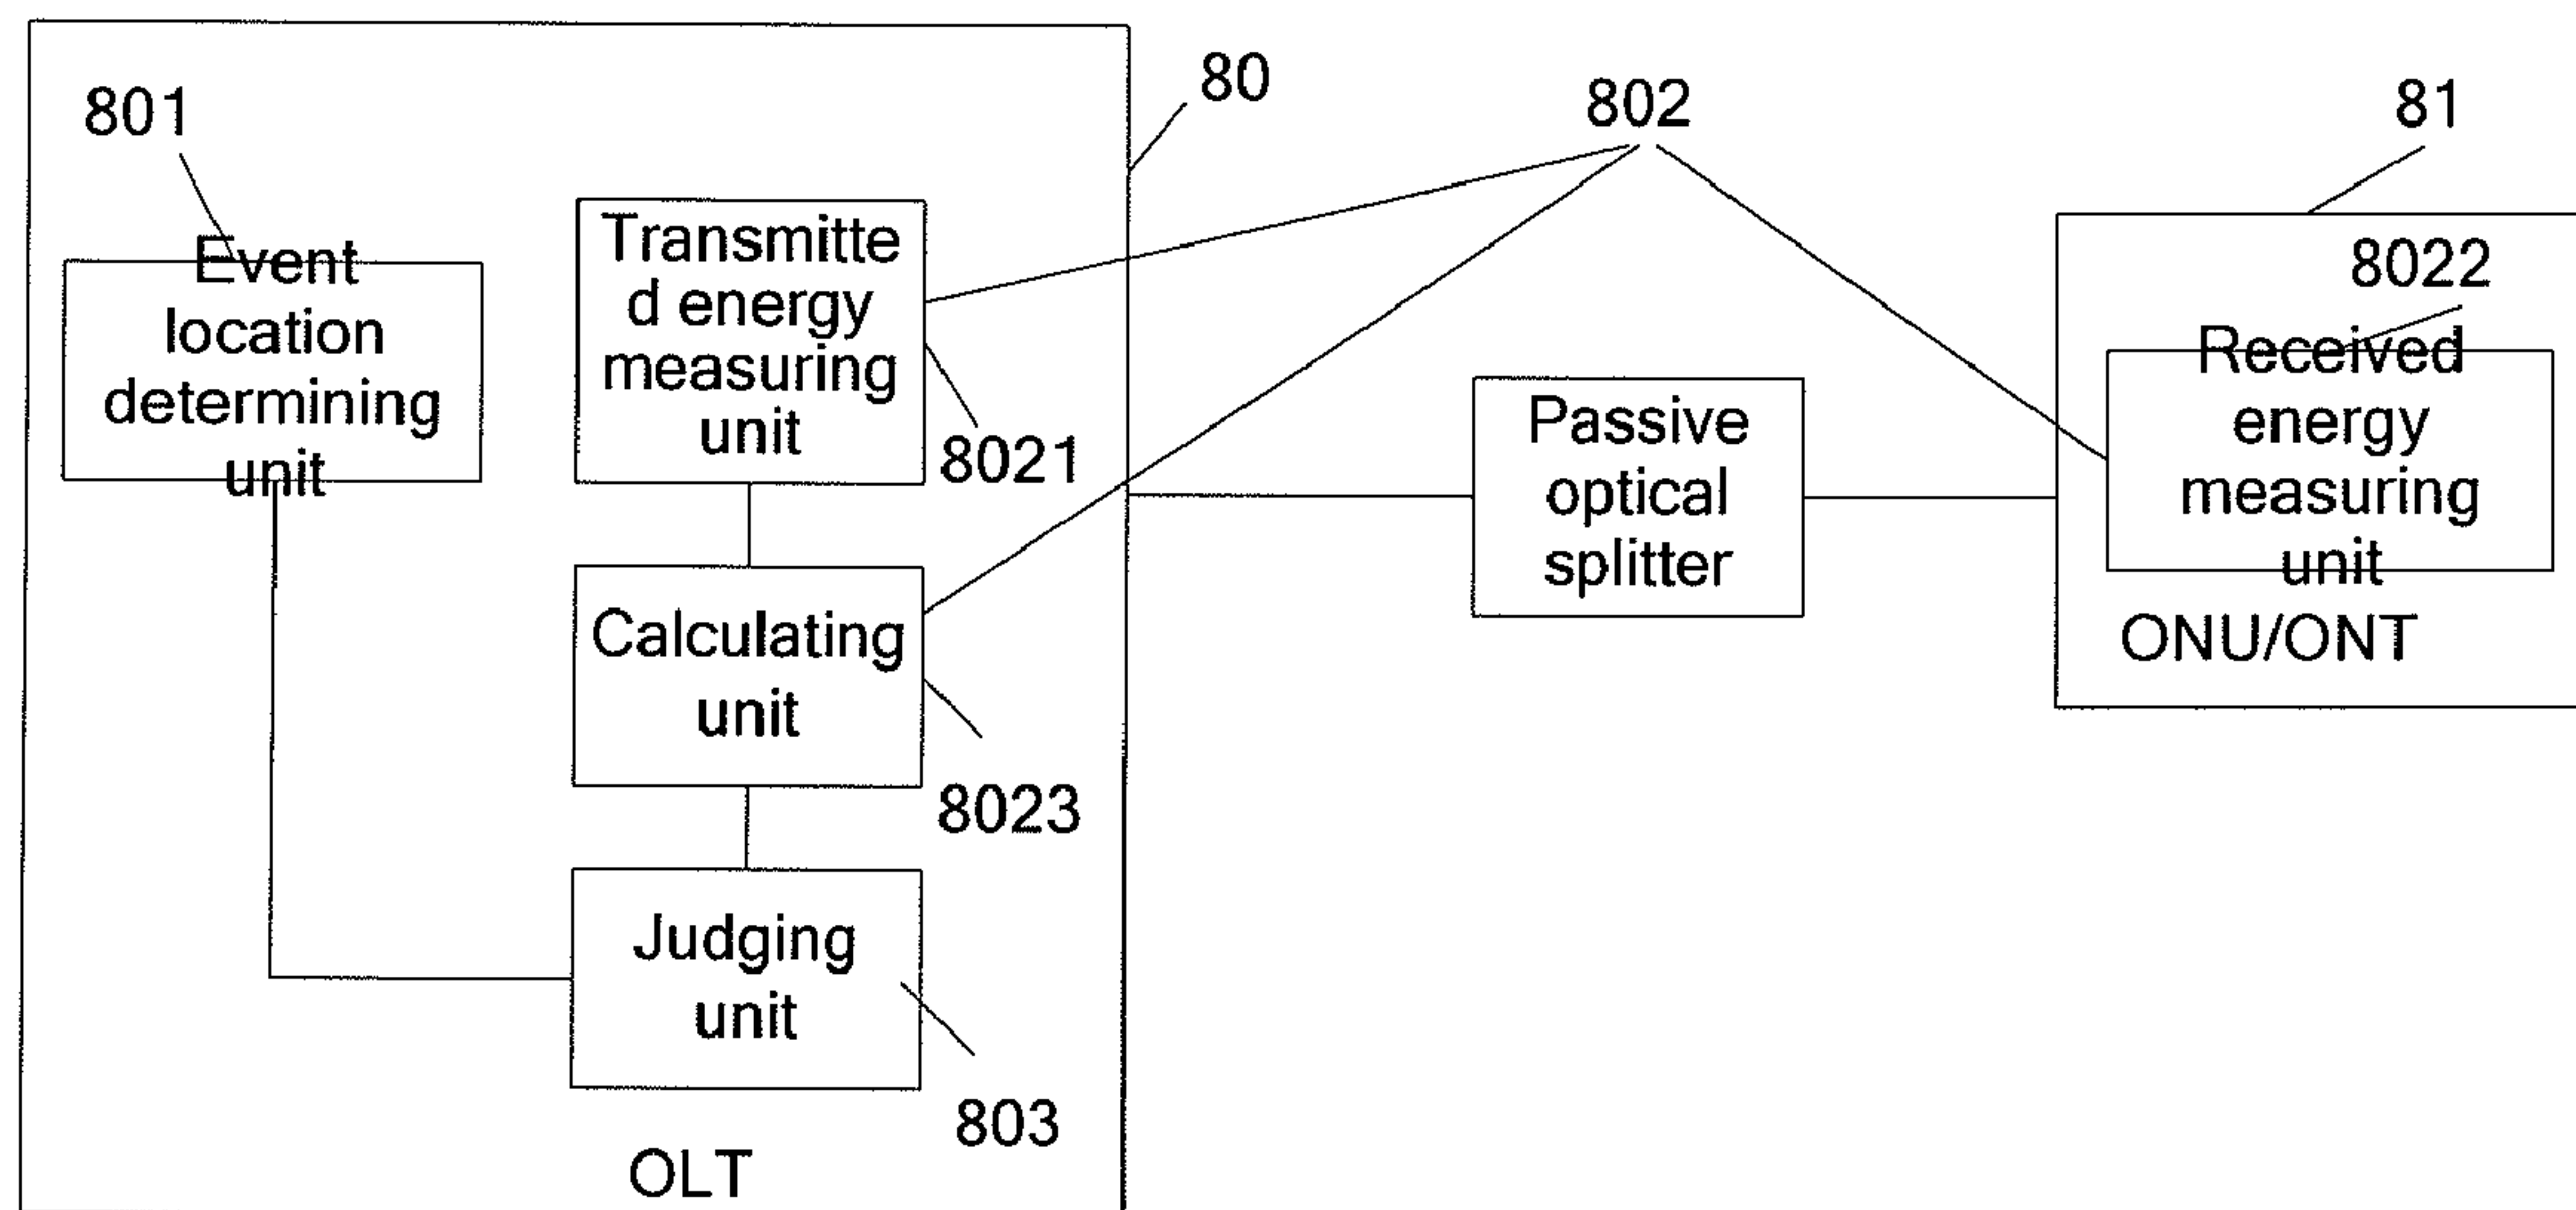 80
802
81
801
Transmitte
d energy
measuring
unit
Event
location
determining
unit
8021
8022
Received
energy
measuring
unit
ONU/ONT
Passive
optical
splitter
Calculating
unit
8023
Judging
unit
803
OLT